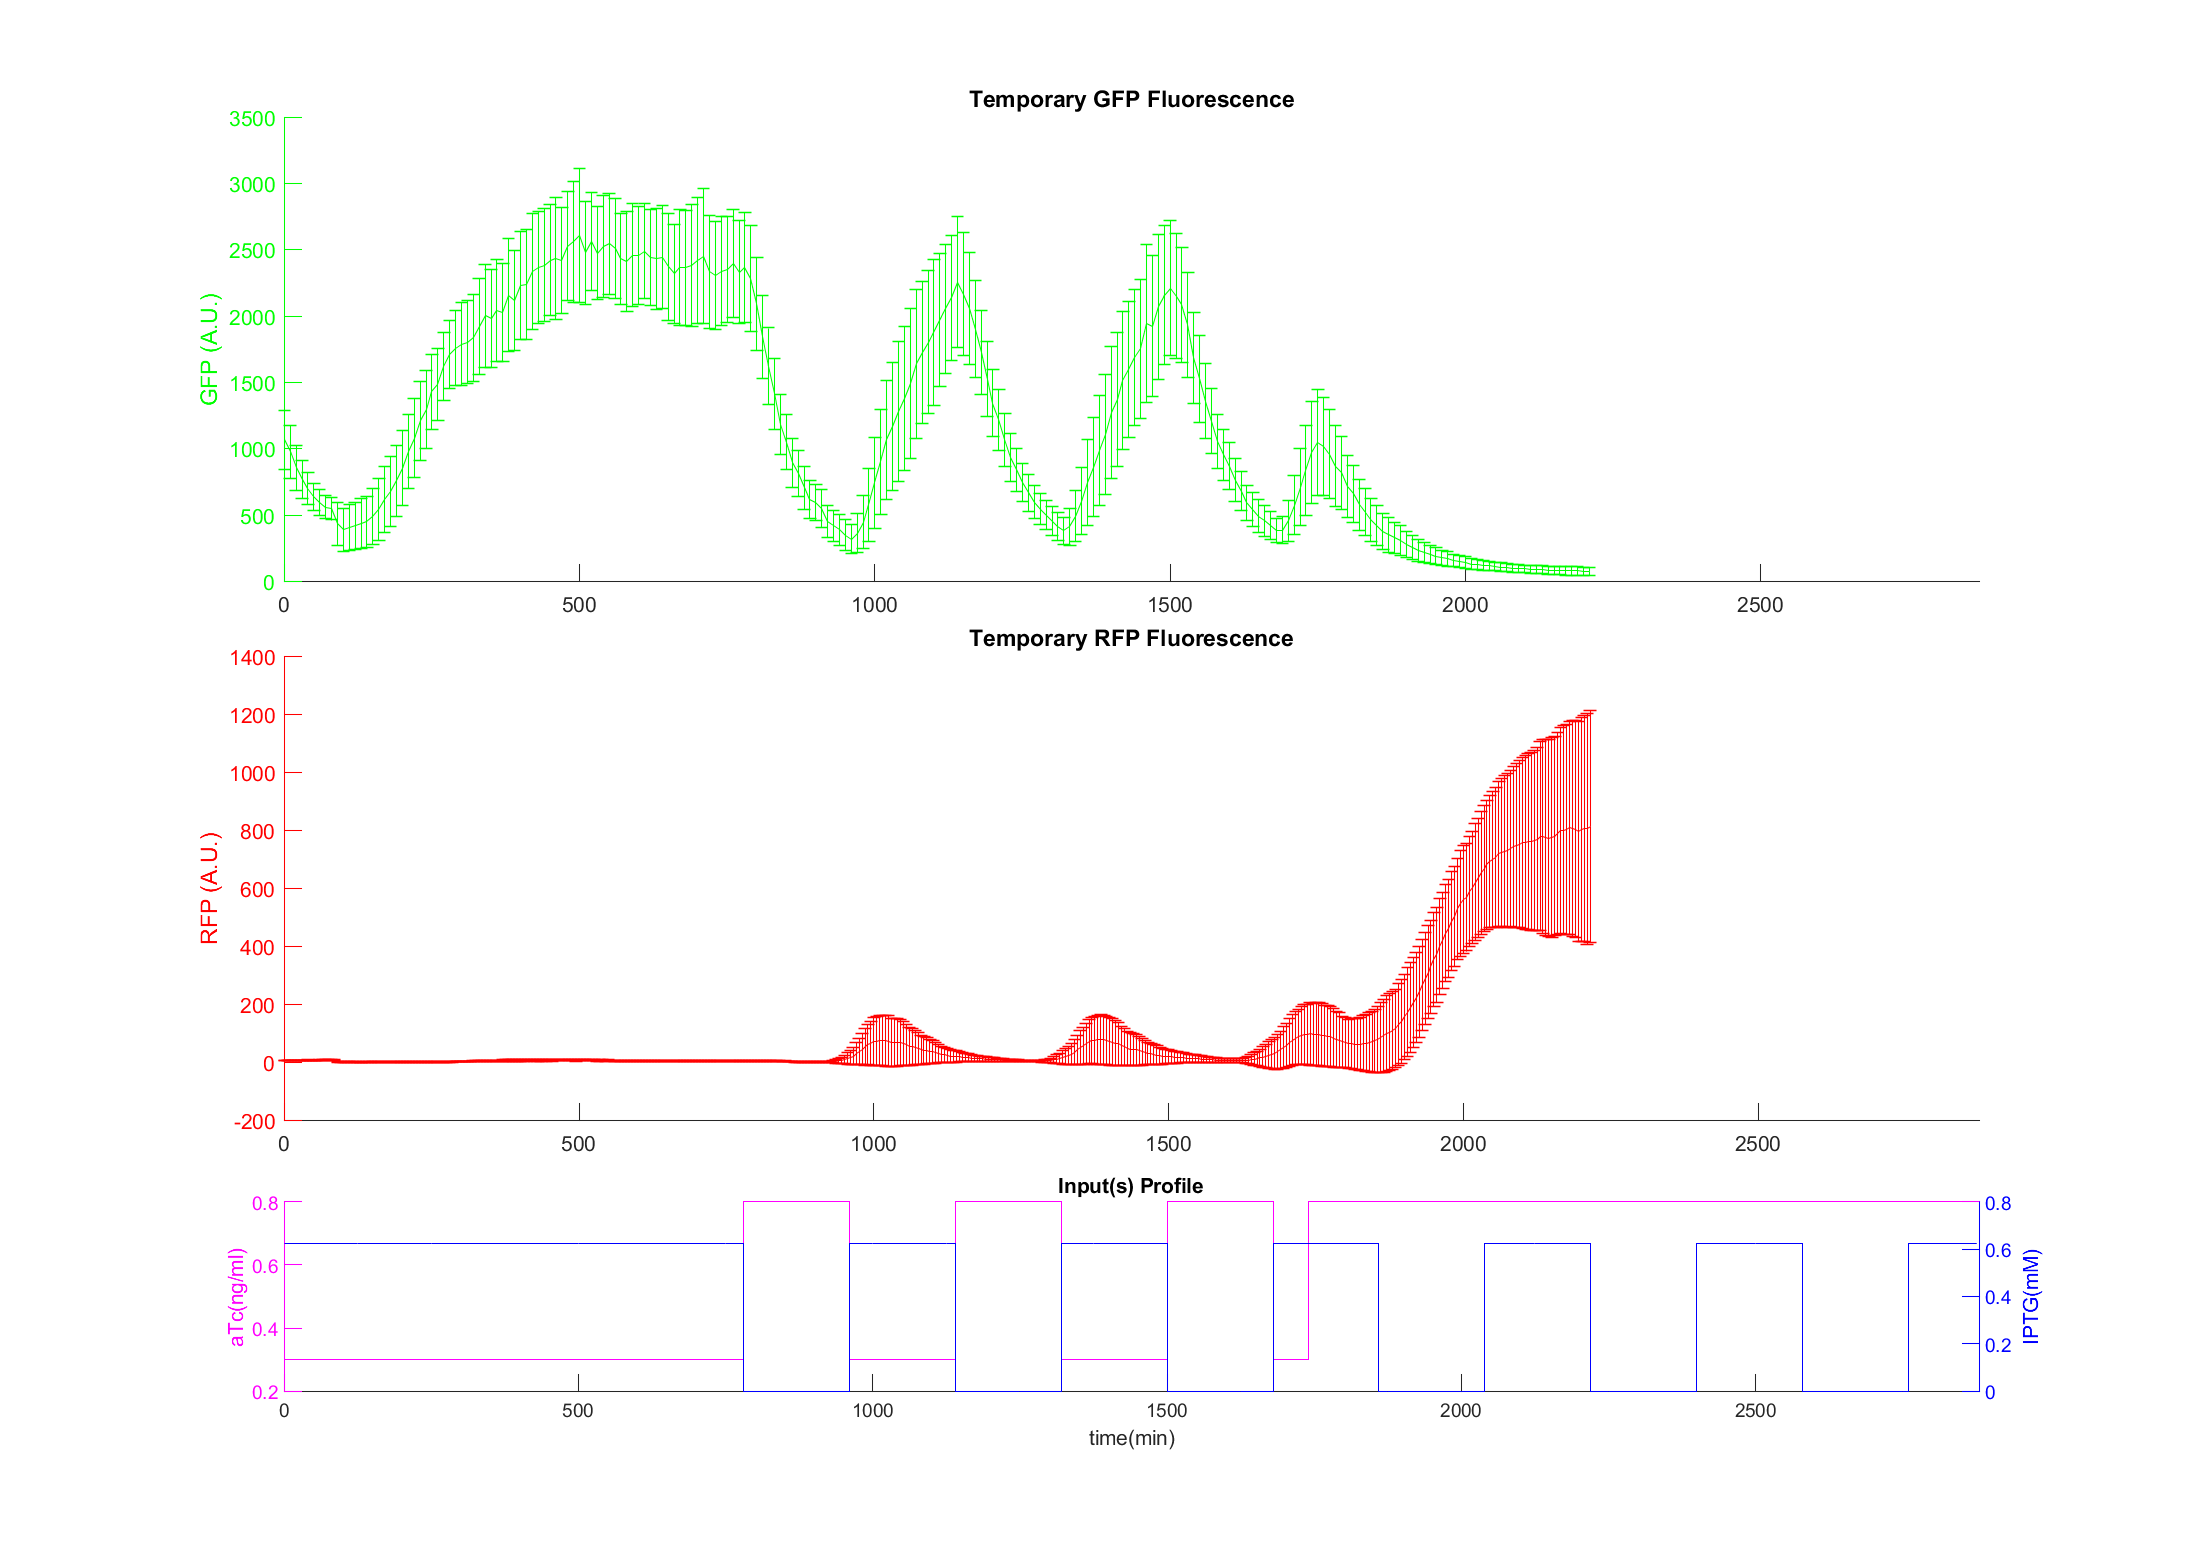 Temporary GFP Fluorescence
GFP (A.U.)
3500
3000
2500
2000
1500
1000
500
0
0 500 1000 1500 2000 2500
Temporary RFP Fluorescence
RFP (A.U.)
1400
1200
1000
800
600
400
200
0
-200
0 500 1000 1500 2000 2500
Input(s) Profile
aTc(ng/ml)
0.8
0.6
0.4
0.2
0.8
0.6
0.4
0.2
0
IPTG(mM)
0 500 1000 1500 2000 2500
time(min)